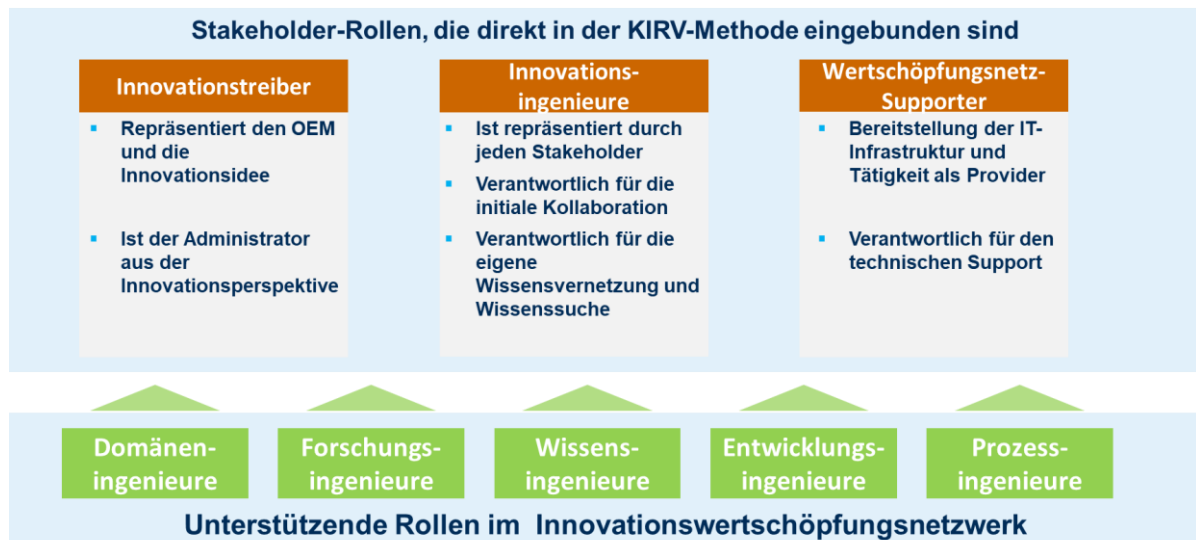 Stakeholder-Rollen, die direkt in der KIRV-Methode eingebunden sind
Innovationstreiber
▪ Repräsentiert den OEM
und die
Innovationsidee
▪ Ist der Administrator
aus der
Innovationsperspektive
Innovations-
ingenieure
▪ Ist repräsentiert durch
jeden Stakeholder
▪ Verantwortlich für die
initiale Kollaboration
▪ Verantwortlich für die
eigene
Wissensvernetzung und
Wissenssuche
Wertschöpfungsnetz-
Supporter
▪ Bereitstellung der IT-
Infrastruktur und
Tätigkeit als Provider
▪ Verantwortlich für den
technischen Support
Domänen-
ingenieure
Forschungs-
ingenieure
Wissens-
ingenieure
Entwicklungs-
ingenieure
Prozess-
ingenieure
Unterstützende Rollen im Innovationswertschöpfungsnetzwerk